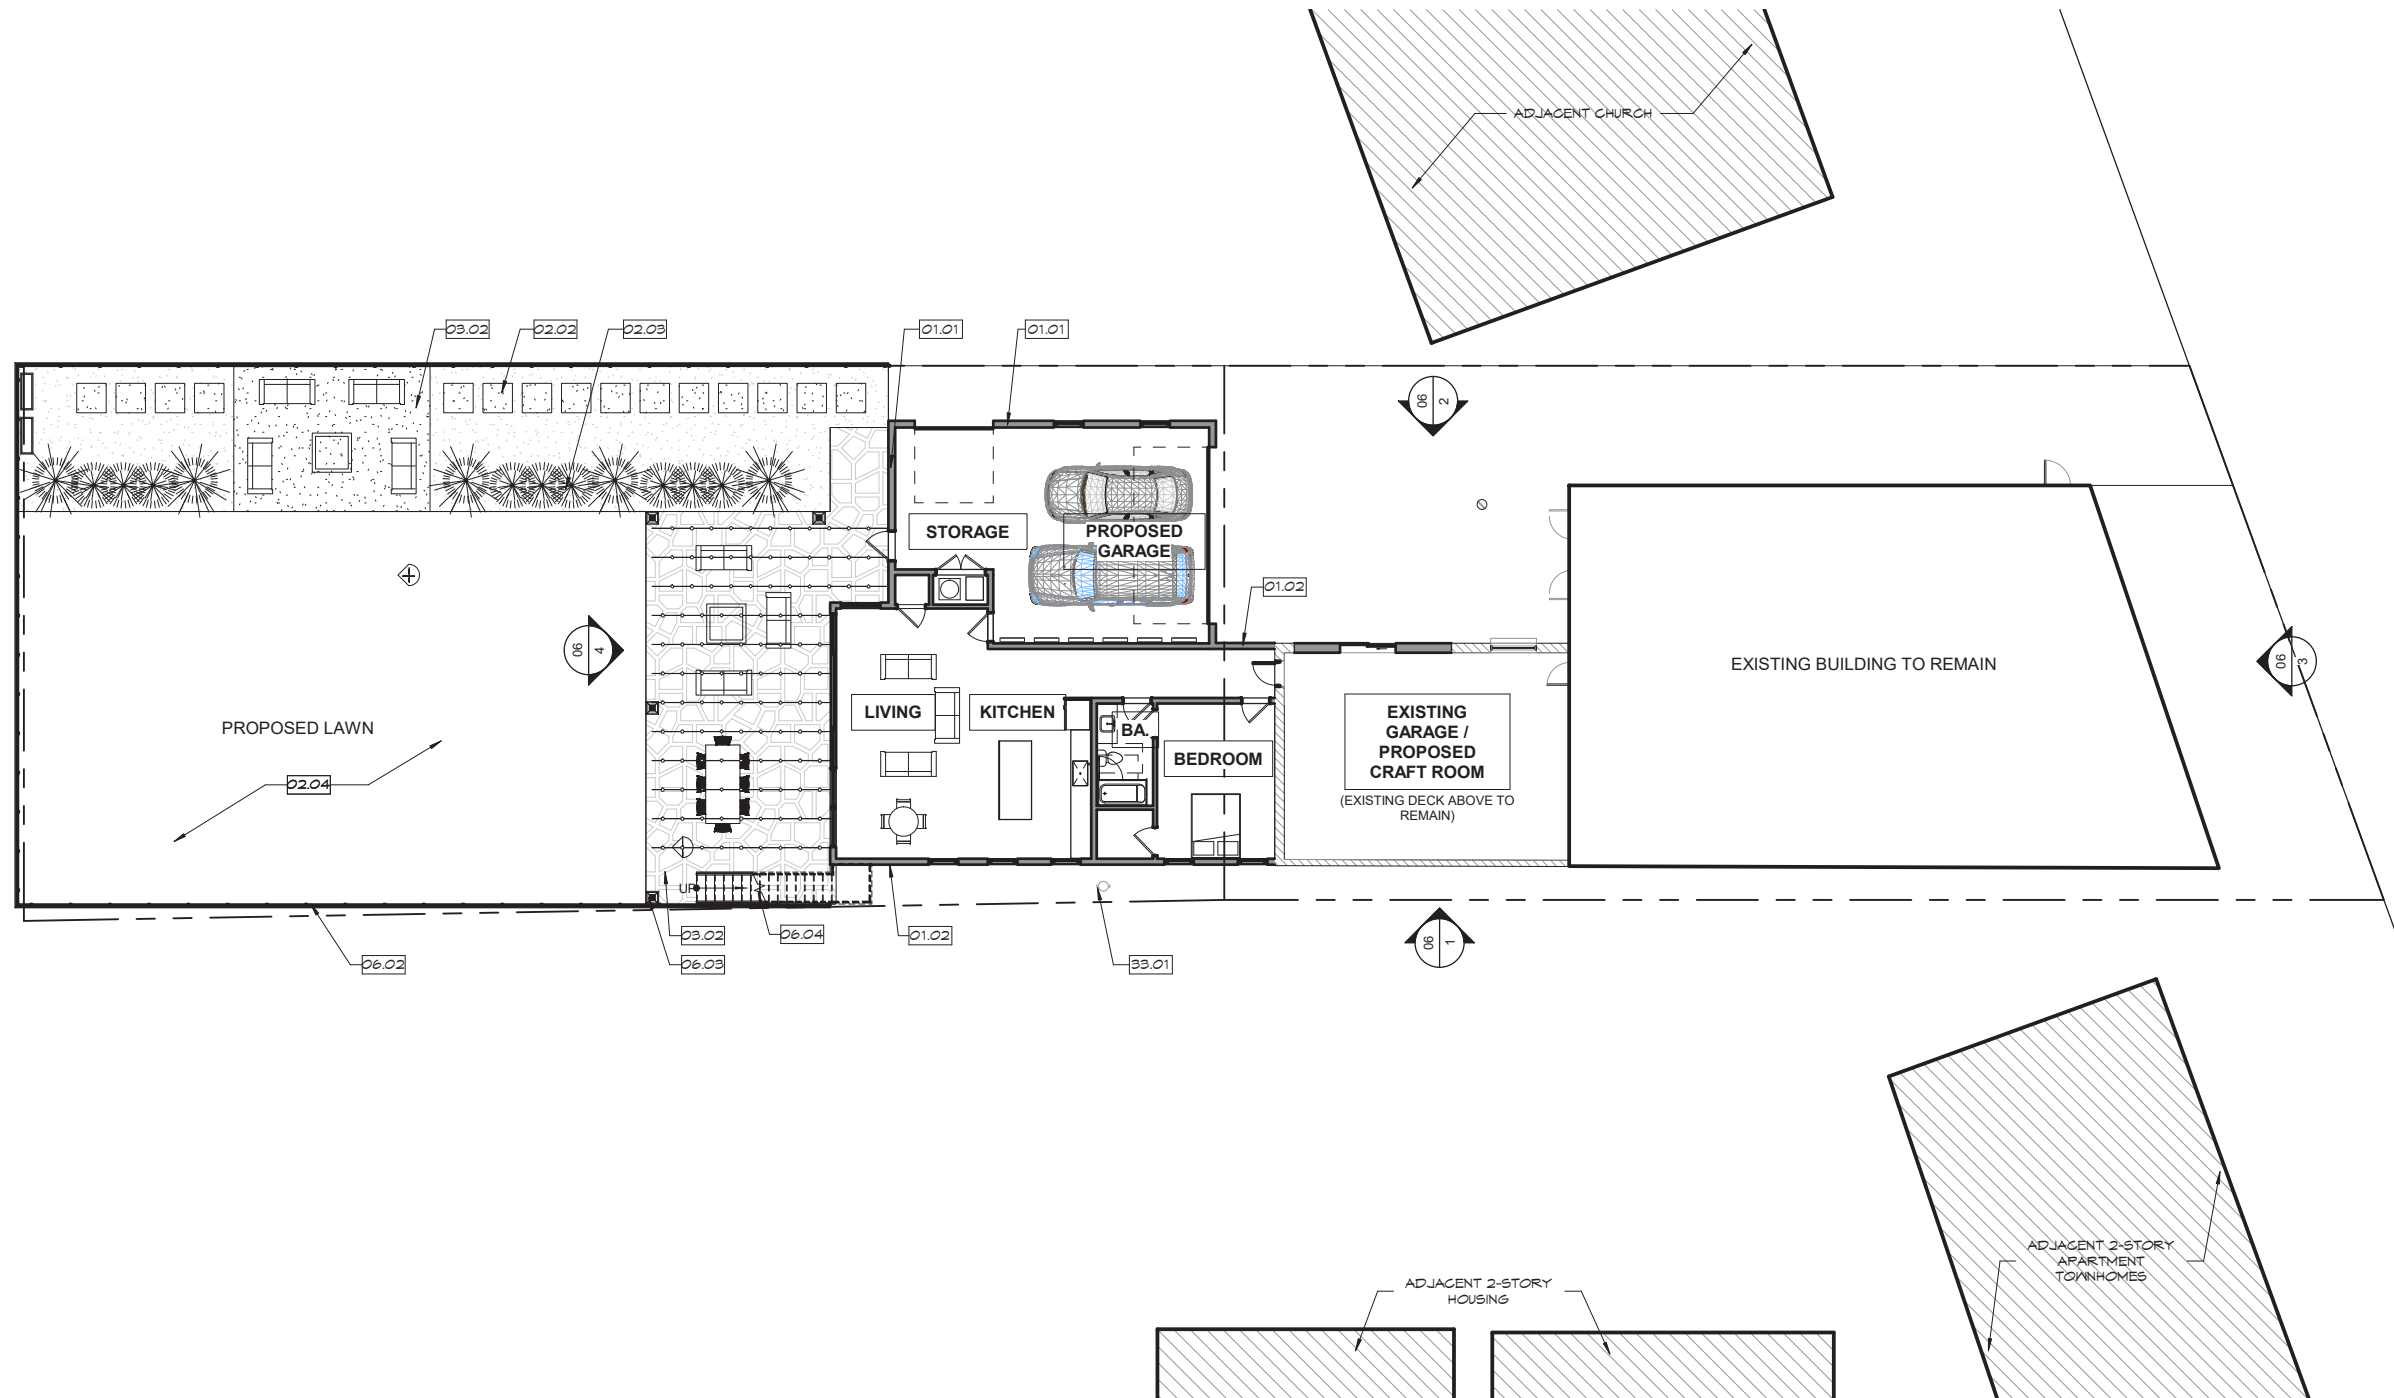 ADJACENT CHURCH
03.02
02.02
02.03
01.01
01.01
06
2
STORAGE
PROPOSED
GARAGE
01.02
06
4
06
3
EXISTING BUILDING TO REMAIN
LIVING
KITCHEN
BA.
BEDROOM
EXISTING
GARAGE /
PROPOSED
CRAFT ROOM
(EXISTING DECK ABOVE TO
REMAIN)
PROPOSED LAWN
02.04
UP
03.02
06.04
01.02
06.02
06.03
33.01
06
1
ADJACENT 2-STORY
APARTMENT
TOWNHOMES
ADJACENT 2-STORY
HOUSING